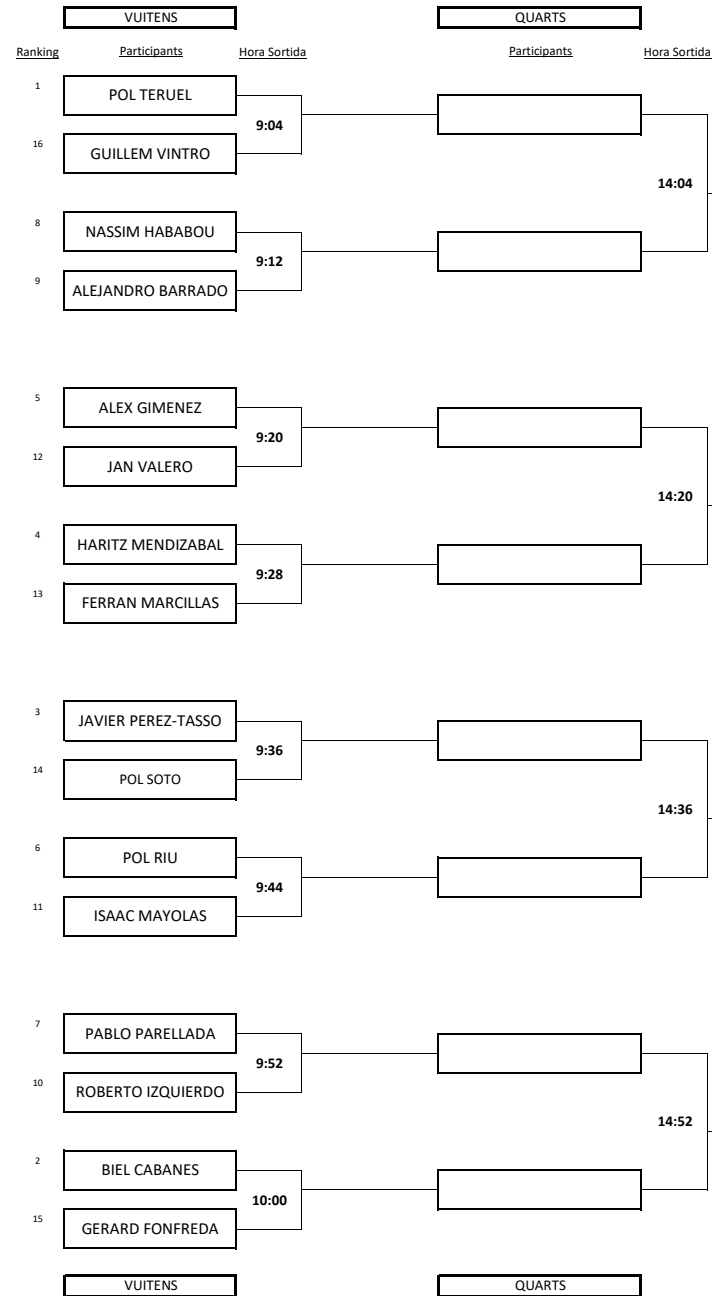 VUITENS QUARTS
Ranking Participants Hora Sortida Participants Hora Sortida
1 POL TERUEL
9:04
16 GUILLEM VINTRO
14:04
8 NASSIM HABABOU
9:12
9 ALEJANDRO BARRADO
5 ALEX GIMENEZ
9:20
12 JAN VALERO
14:20
4 HARITZ MENDIZABAL
9:28
13 FERRAN MARCILLAS
3 JAVIER PEREZ-TASSO
9:36
14 POL SOTO
14:36
6 POL RIU
9:44
11 ISAAC MAYOLAS
7 PABLO PARELLADA
9:52
10 ROBERTO IZQUIERDO
14:52
2 BIEL CABANES
10:00
15 GERARD FONFREDA
VUITENS QUARTS